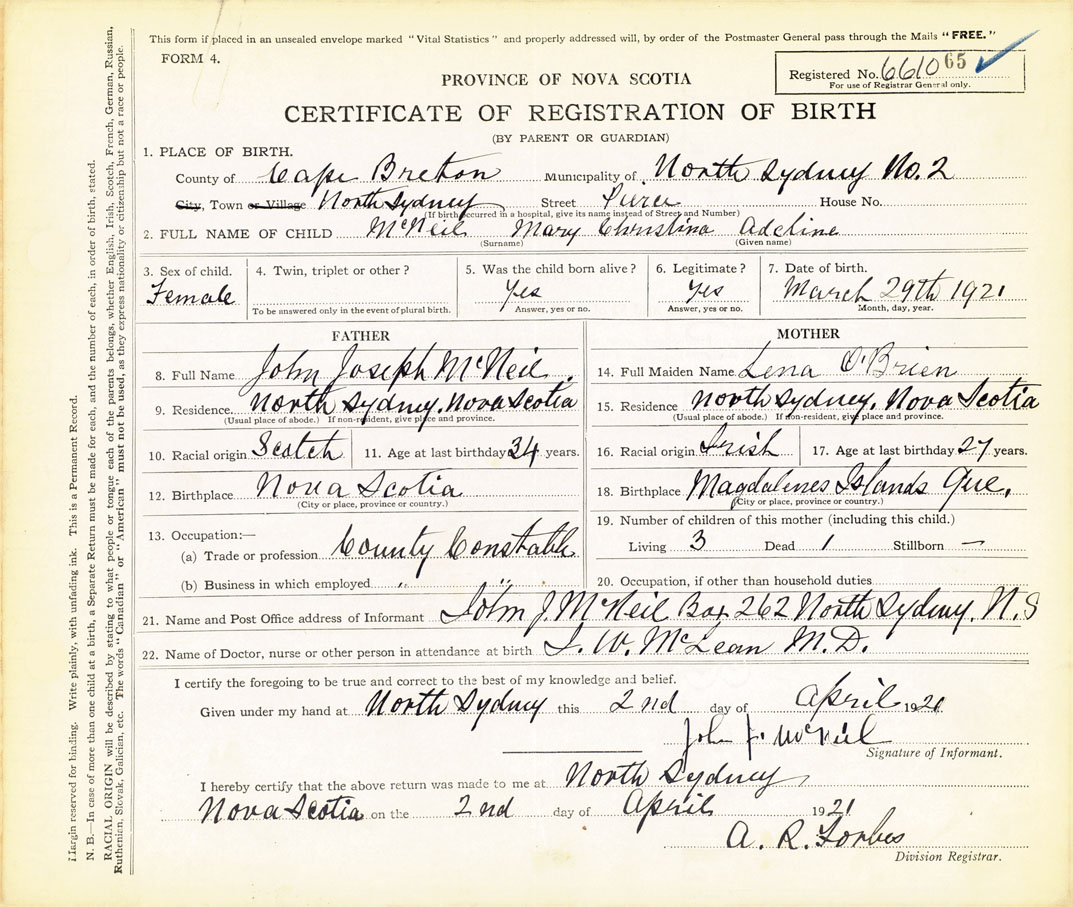 This form if placed in an unsealed envelope marked "Vital Statistics" and properly addressed will, by order of the Postmaster General pass through the Mails "FREE."
FORM 4.
Registered No. 6610 65
For use of Registrar General only.
PROVINCE OF NOVA SCOTIA
CERTIFICATE OF REGISTRATION OF BIRTH
(BY PARENT OR GUARDIAN)
1. PLACE OF BIRTH.
County of Cape Breton Municipality of North Sydney No. 2
City, Town or Village North Sydney Street Pierce House No.
(If birth occurred in a hospital, give its name instead of Street and Number)
2. FULL NAME OF CHILD McNeil Mary Christina Adeline
(Surname) (Given name)
3. Sex of child. 4. Twin, triplet or other? 5. Was the child born alive? 6. Legitimate? 7. Date of birth.
Female Yes Yes March 29th 1921
To be answered only in the event of plural birth. Answer, yes or no. Answer, yes or no. Month, day, year.
FATHER
8. Full Name John Joseph McNeil.
9. Residence. North Sydney. Nova Scotia
(Usual place of abode.) If non-resident, give place and province.
10. Racial origin Scotch 11. Age at last birthday 34 years.
12. Birthplace Nova Scotia
(City or place, province or country.)
13. Occupation:—
(a) Trade or profession County Constable
(b) Business in which employed " "
MOTHER
14. Full Maiden Name Lena O'Brien
15. Residence North Sydney. Nova Scotia
(Usual place of abode.) If non-resident, give place and province.
16. Racial origin Irish 17. Age at last birthday 27 years.
18. Birthplace Magdalenes Islands Que.
(City or place, province or country.)
19. Number of children of this mother (including this child.)
Living 3 Dead 1 Stillborn —
20. Occupation, if other than household duties
21. Name and Post Office address of Informant John J. McNeil Box 262 North Sydney. N.S
22. Name of Doctor, nurse or other person in attendance at birth J. W. McLean M.D.
I certify the foregoing to be true and correct to the best of my knowledge and belief.
Given under my hand at North Sydney this 2nd day of April 1921
John J. McNeil
Signature of Informant.
I hereby certify that the above return was made to me at North Sydney
Nova Scotia on the 2nd day of April 1921
A. R. Forbes
Division Registrar.
Margin reserved for binding. Write plainly, with unfading ink. This is a Permanent Record.
N. B.—In case of more than one child at a birth, a Separate Return must be made for each, and the number of each, in order of birth, stated.
RACIAL ORIGIN will be described by stating to what people or tongue each of the parents belongs, whether English, Irish, Scotch, French, German, Russian,
Ruthenian, Slovak, Galician, etc. The words "Canadian" or "American" must not be used, as they express nationality or citizenship but not a race or people.